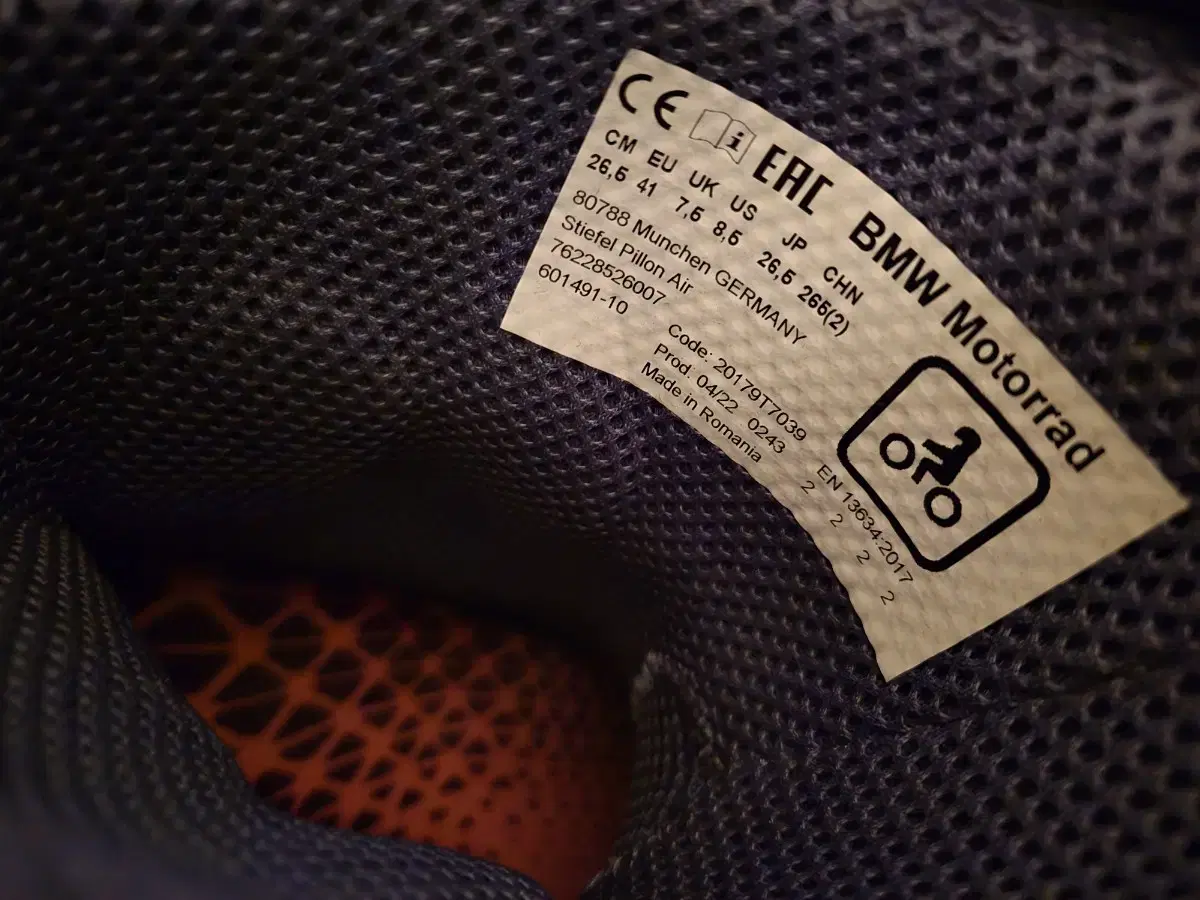 CE i EAC BMW Motorrad
CM EU UK US JP CHN
26,5 41 7,5 8,5 26,5 265(2)
80788 Munchen GERMANY
Stiefel Pillon Air
76228526007
601491-10
Code: 20179T7039
Prod. 04/22 0243
Made in Romania
EN 13634:2017
2 2 2 2